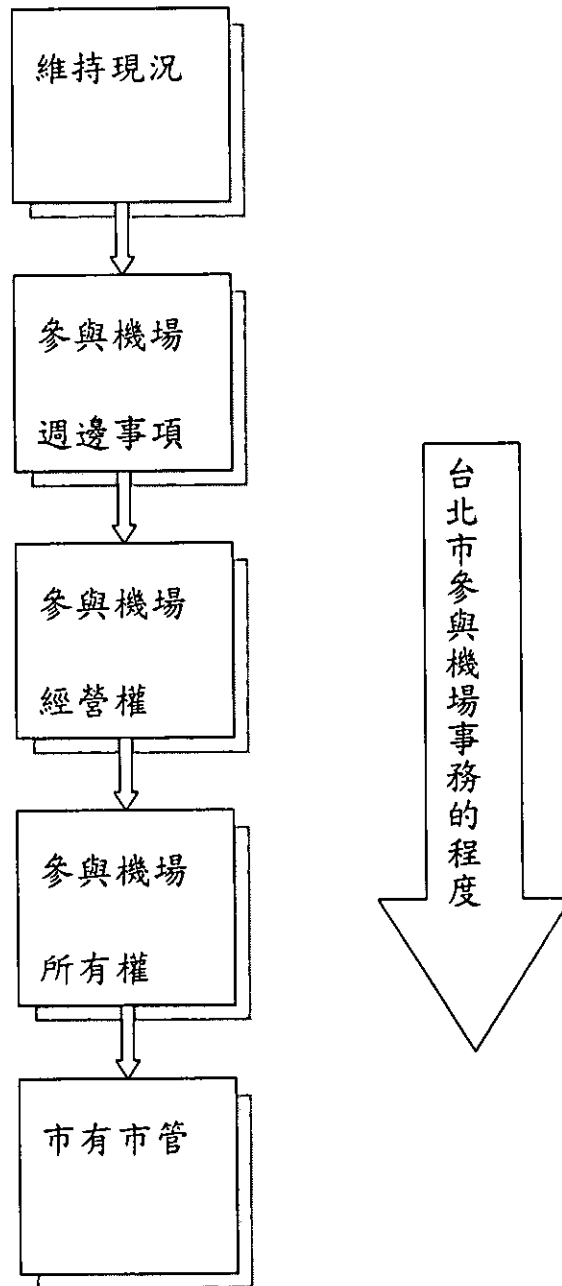 維持現況
參與機場
週邊事項
參與機場
經營權
參與機場
所有權
市有市管
台北市參與機場事務的程度